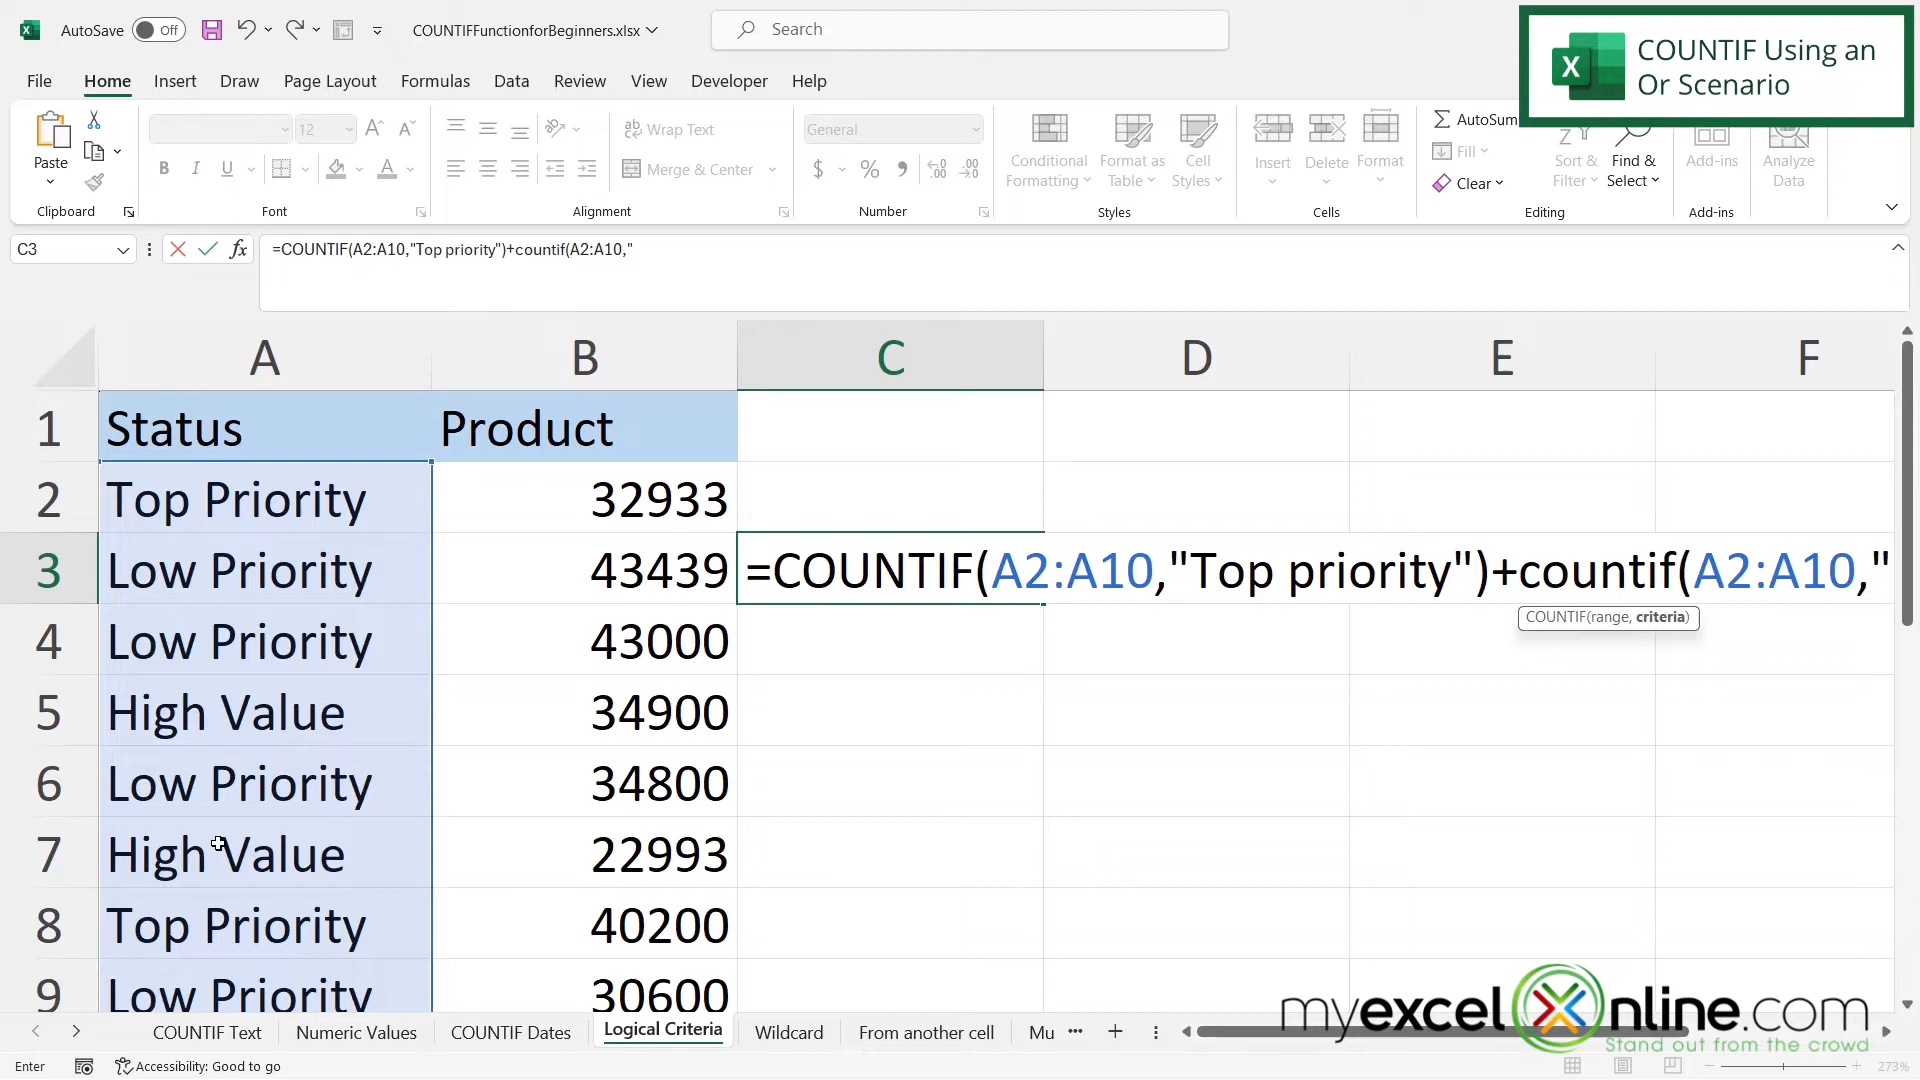 AutoSave Off COUNTIFFunctionforBeginners.xlsx Search
COUNTIF Using an
Or Scenario
File Home Insert Draw Page Layout Formulas Data Review View Developer Help
Paste
12
Wrap Text
General
Conditional
Formatting
Format as
Table
Cell
Styles
Insert Delete Format
AutoSum
Fill
Clear
Sort &
Filter
Find &
Select
Add-ins
Analyze
Data
B I U
Merge & Center
$ % ,
Clipboard Font Alignment Number Styles Cells Editing Add-ins
C3 fx =COUNTIF(A2:A10,"Top priority")+countif(A2:A10,"
A B C D E F
1 Status Product
2 Top Priority 32933
3 Low Priority 43439 =COUNTIF(A2:A10,"Top priority")+countif(A2:A10,"
COUNTIF(range, criteria)
4 Low Priority 43000
5 High Value 34900
6 Low Priority 34800
7 High Value 22993
8 Top Priority 40200
9 Low Priority 30600
myexcelonline.com
Stand out from the crowd
COUNTIF Text Numeric Values COUNTIF Dates Logical Criteria Wildcard From another cell Mu ...
Enter Accessibility: Good to go 273%